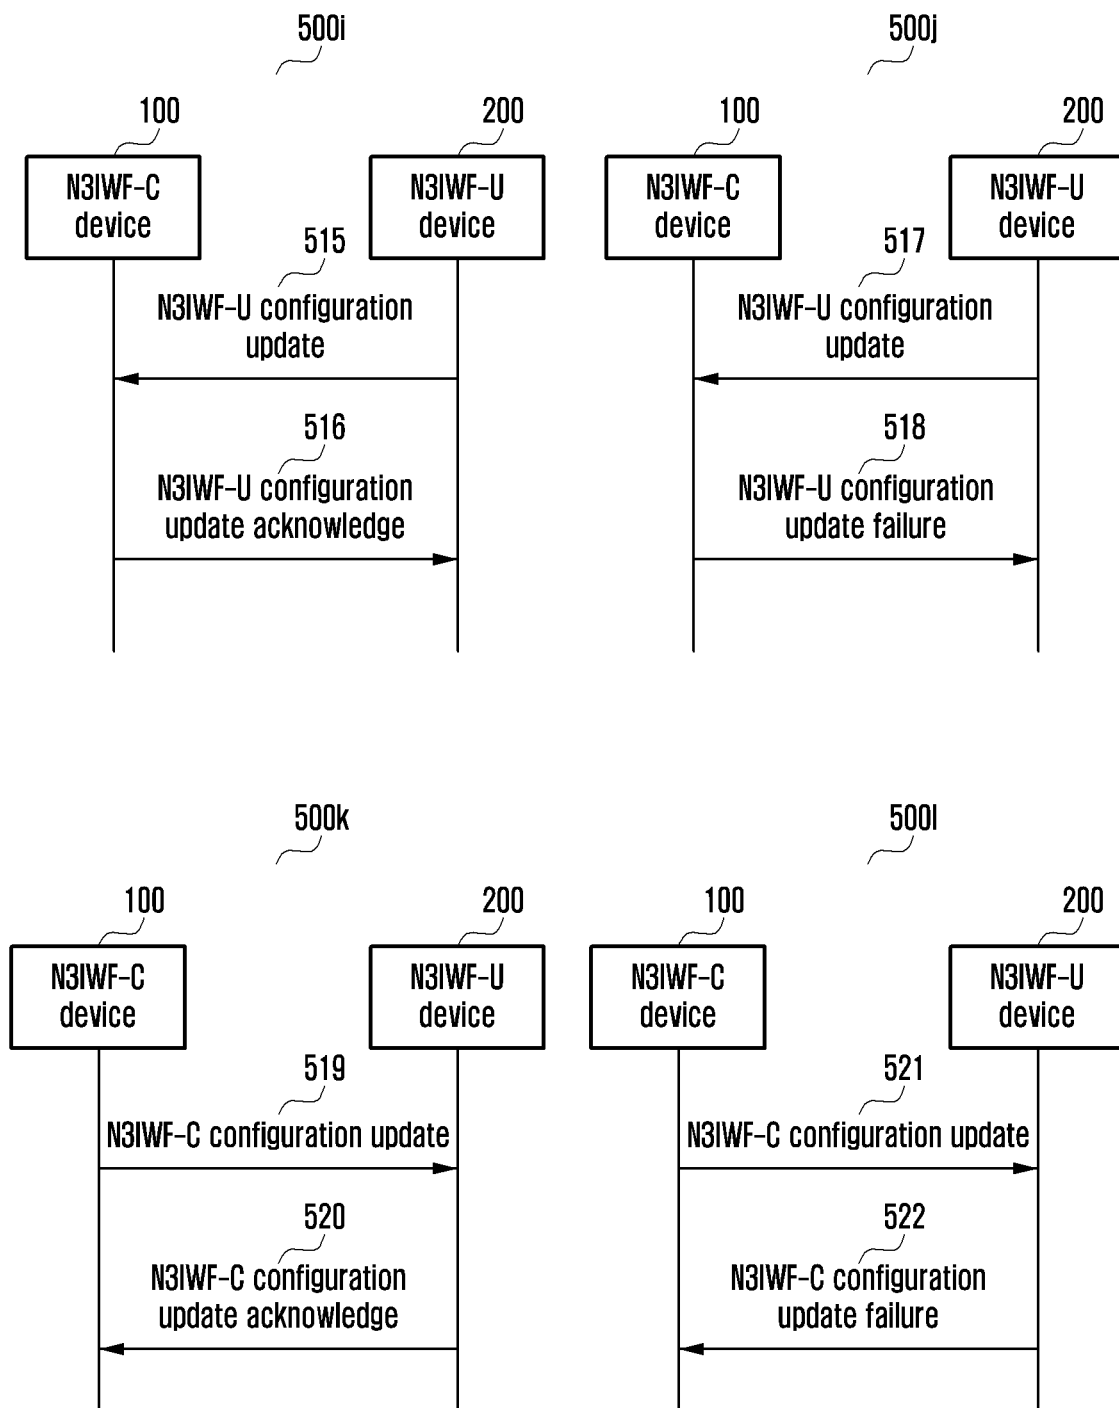 500i
100
200
N3IWF-C
device
N3IWF-U
device
515
N3IWF-U configuration
update
516
N3IWF-U configuration
update acknowledge
500j
100
200
N3IWF-C
device
N3IWF-U
device
517
N3IWF-U configuration
update
518
N3IWF-U configuration
update failure
500k
100
200
N3IWF-C
device
N3IWF-U
device
519
N3IWF-C configuration update
520
N3IWF-C configuration
update acknowledge
500l
100
200
N3IWF-C
device
N3IWF-U
device
521
N3IWF-C configuration update
522
N3IWF-C configuration
update failure